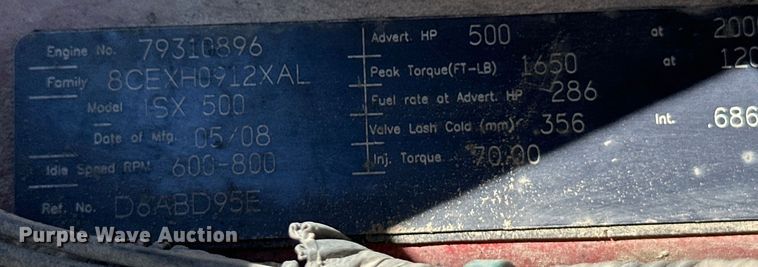 Engine No. 79310896
Family 8CEXH0912XAL
Model ISX 500
Date of Mfg. 05/08
Idle Speed RPM 600-800
Ref. No. D6ABD95E
Advert. HP 500 at 200
Peak Torque(FT-LB) 1650 at 120
Fuel rate at Advert. HP 286
Valve Lash Cold (mm) .356 Int. .686
Inj. Torque 70.00
Purple Wave Auction